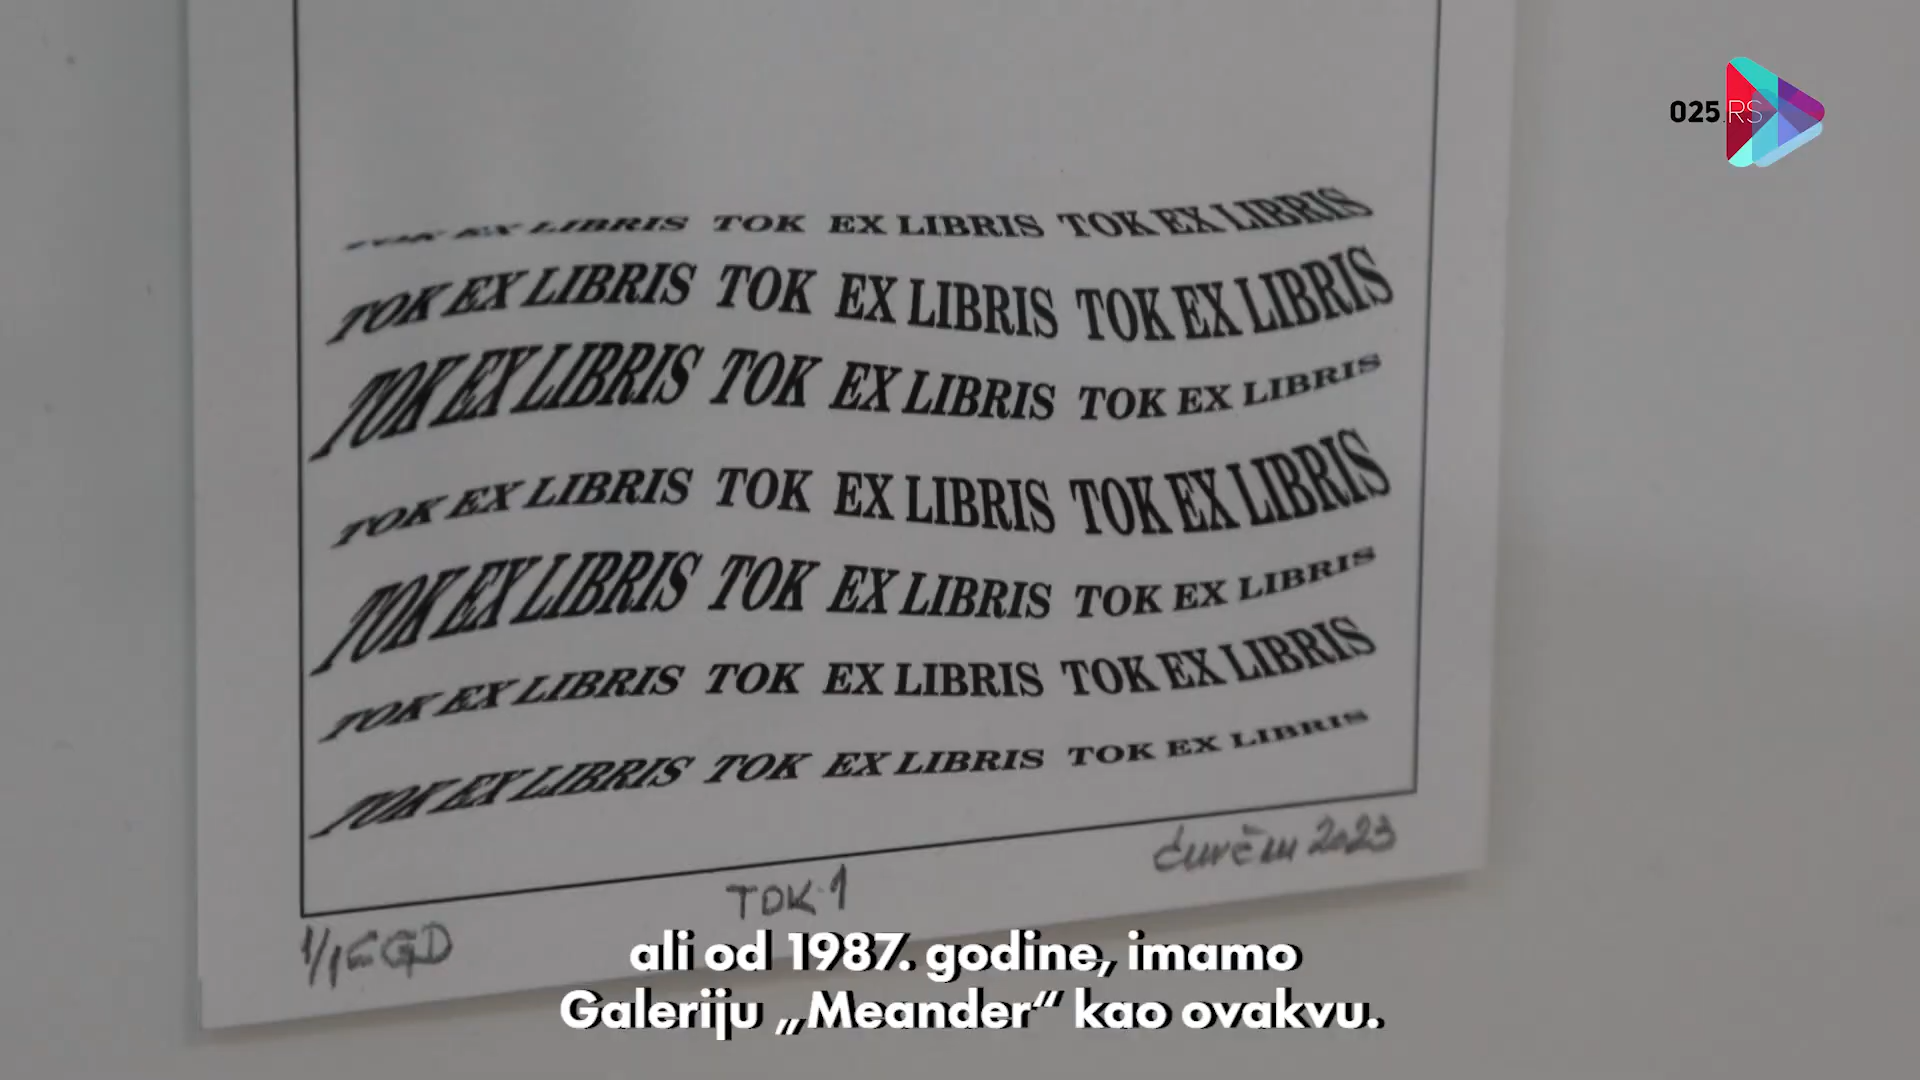 025.RS
TOK EX LIBRIS TOK EX LIBRIS TOK EX LIBRIS
TOK EX LIBRIS TOK EX LIBRIS TOK EX LIBRIS
TOK EX LIBRIS TOK EX LIBRIS TOK EX LIBRIS
TOK EX LIBRIS TOK EX LIBRIS TOK EX LIBRIS
TOK EX LIBRIS TOK EX LIBRIS TOK EX LIBRIS
TOK EX LIBRIS TOK EX LIBRIS TOK EX LIBRIS
TOK EX LIBRIS TOK EX LIBRIS TOK EX LIBRIS
2023
TOK 1
ali od 1987. godine, imamo
Galeriju „Meander“ kao ovakvu.